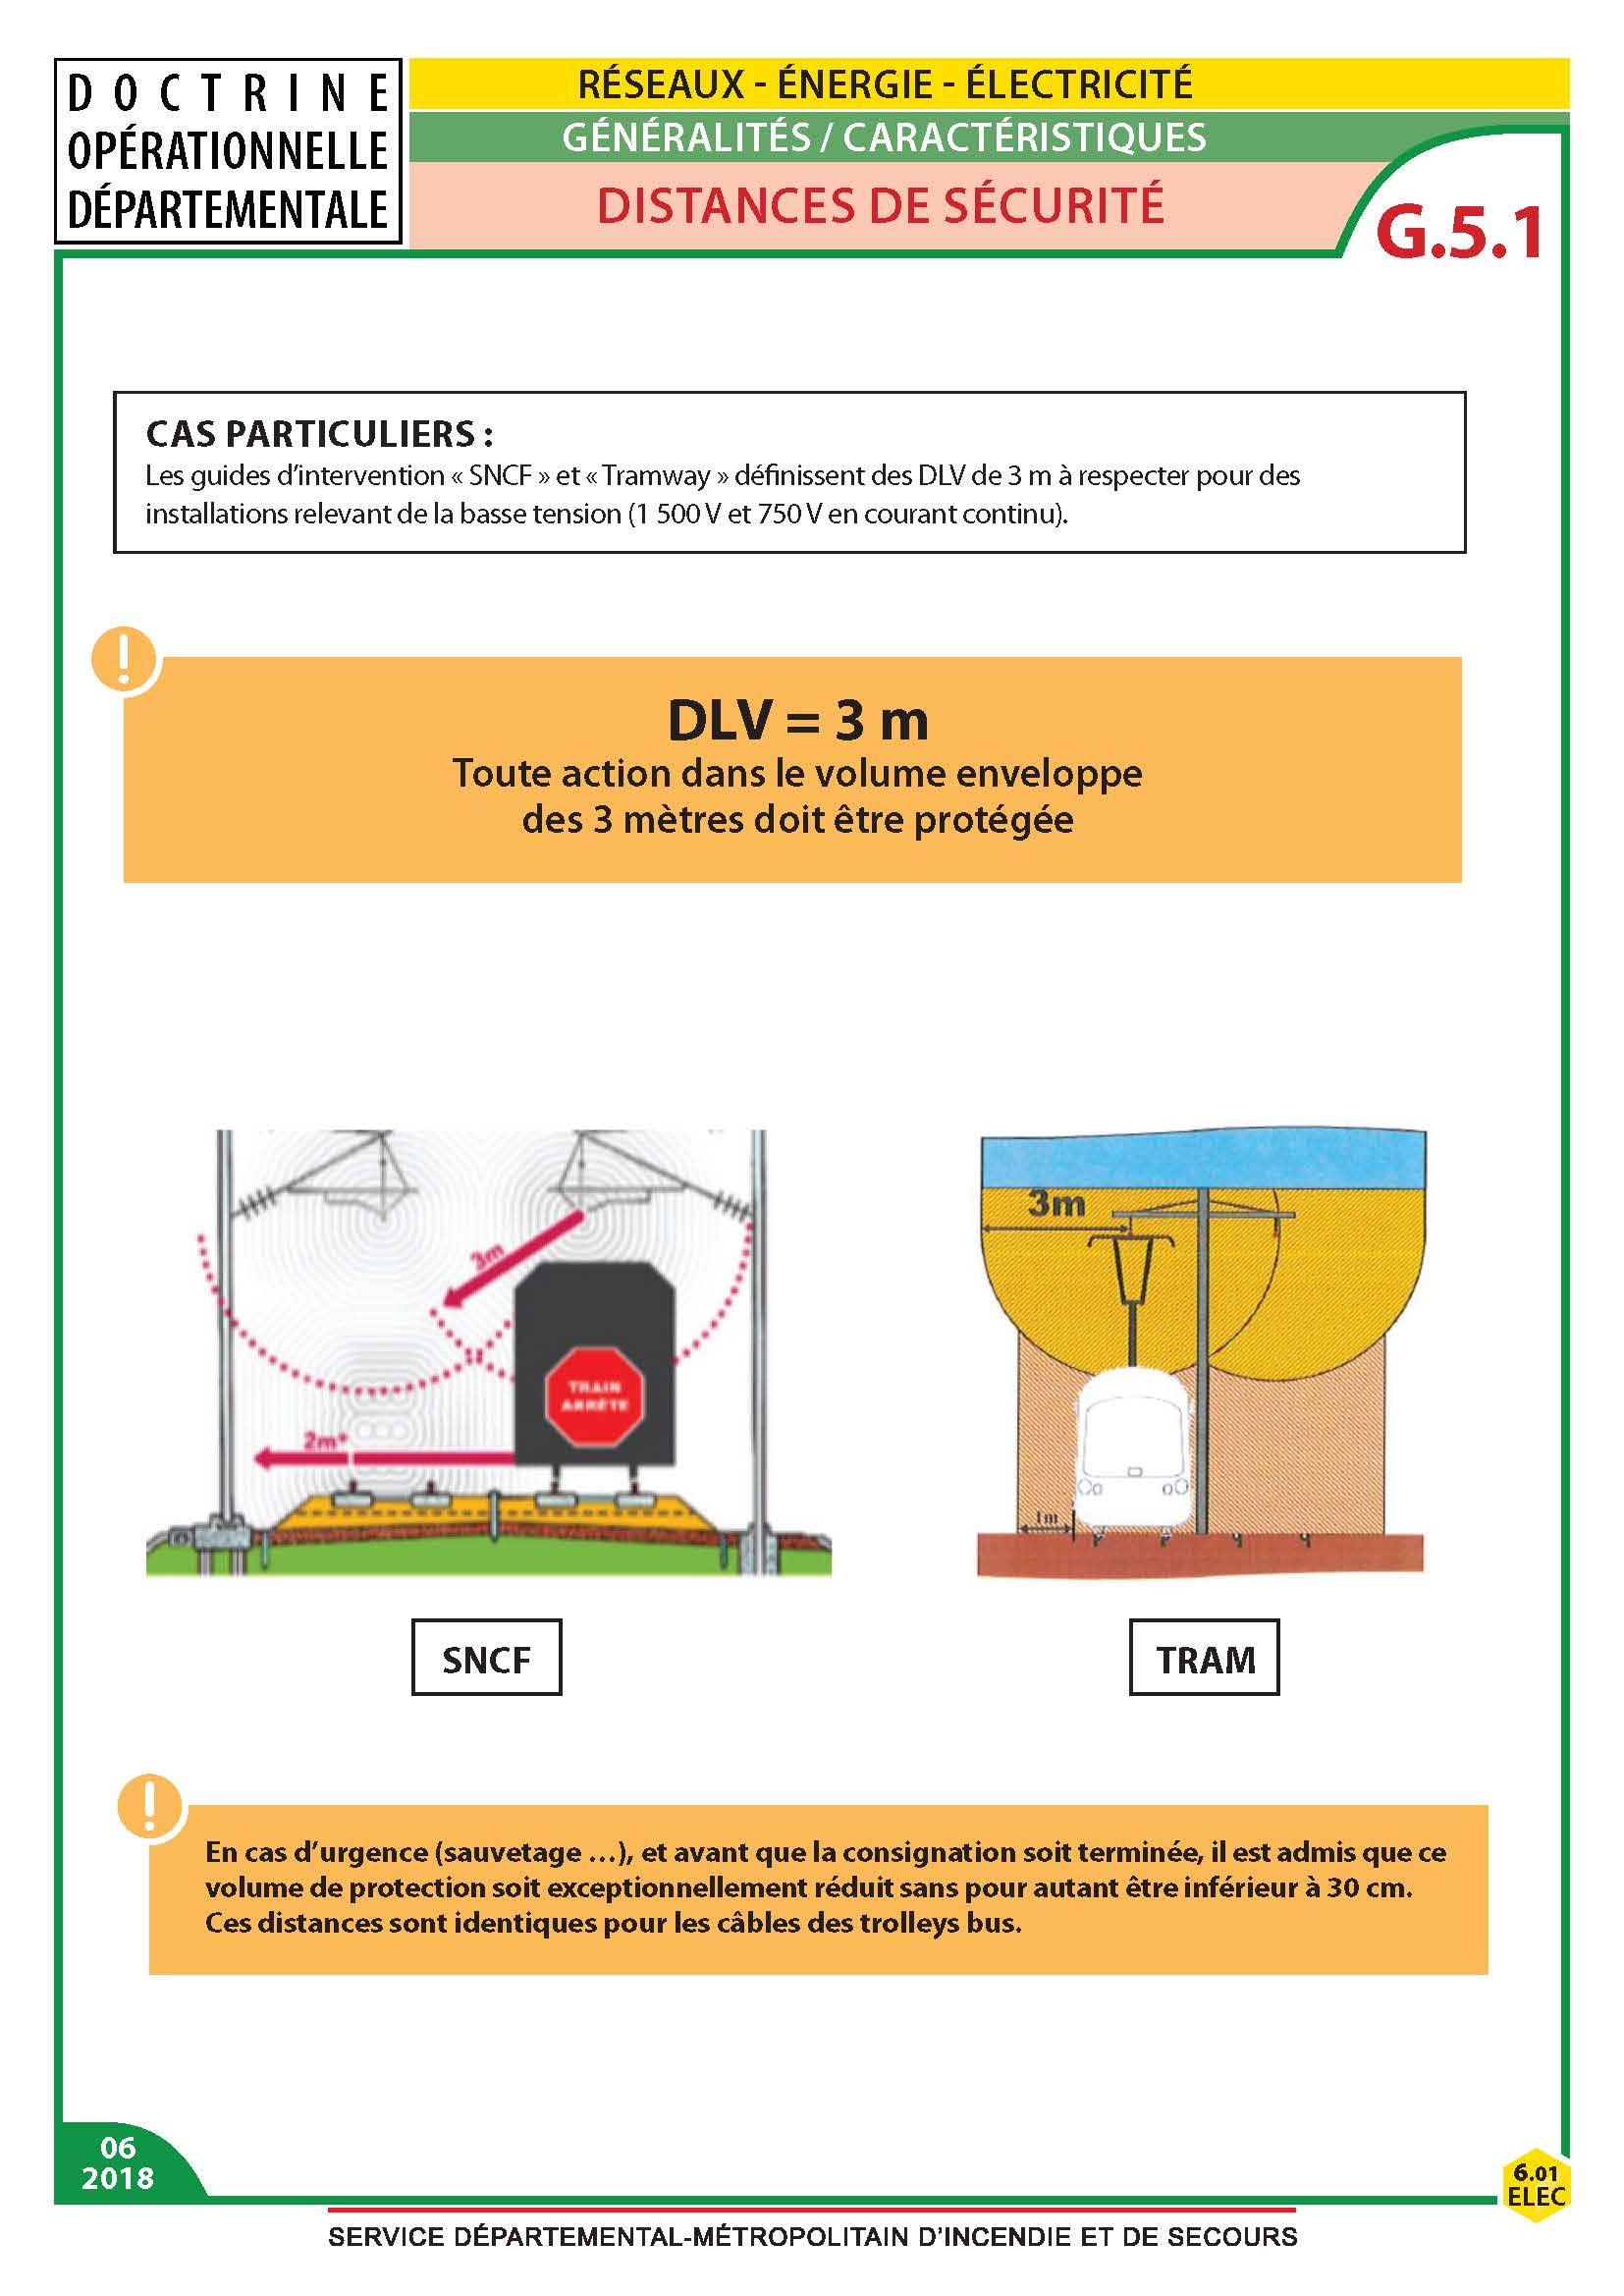 DOCTRINE
OPÉRATIONNELLE
DÉPARTEMENTALE
RÉSEAUX - ÉNERGIE - ÉLECTRICITÉ
GÉNÉRALITÉS / CARACTÉRISTIQUES
DISTANCES DE SÉCURITÉ
G.5.1
CAS PARTICULIERS :
Les guides d’intervention « SNCF » et « Tramway » définissent des DLV de 3 m à respecter pour des
installations relevant de la basse tension (1 500 V et 750 V en courant continu).
!
DLV = 3 m
Toute action dans le volume enveloppe
des 3 mètres doit être protégée
3m
TRAIN
ARRÊTE
2m*
3m
1m
SNCF
TRAM
!
En cas d’urgence (sauvetage …), et avant que la consignation soit terminée, il est admis que ce
volume de protection soit exceptionnellement réduit sans pour autant être inférieur à 30 cm.
Ces distances sont identiques pour les câbles des trolleys bus.
06
2018
6.01
ELEC
SERVICE DÉPARTEMENTAL-MÉTROPOLITAIN D’INCENDIE ET DE SECOURS